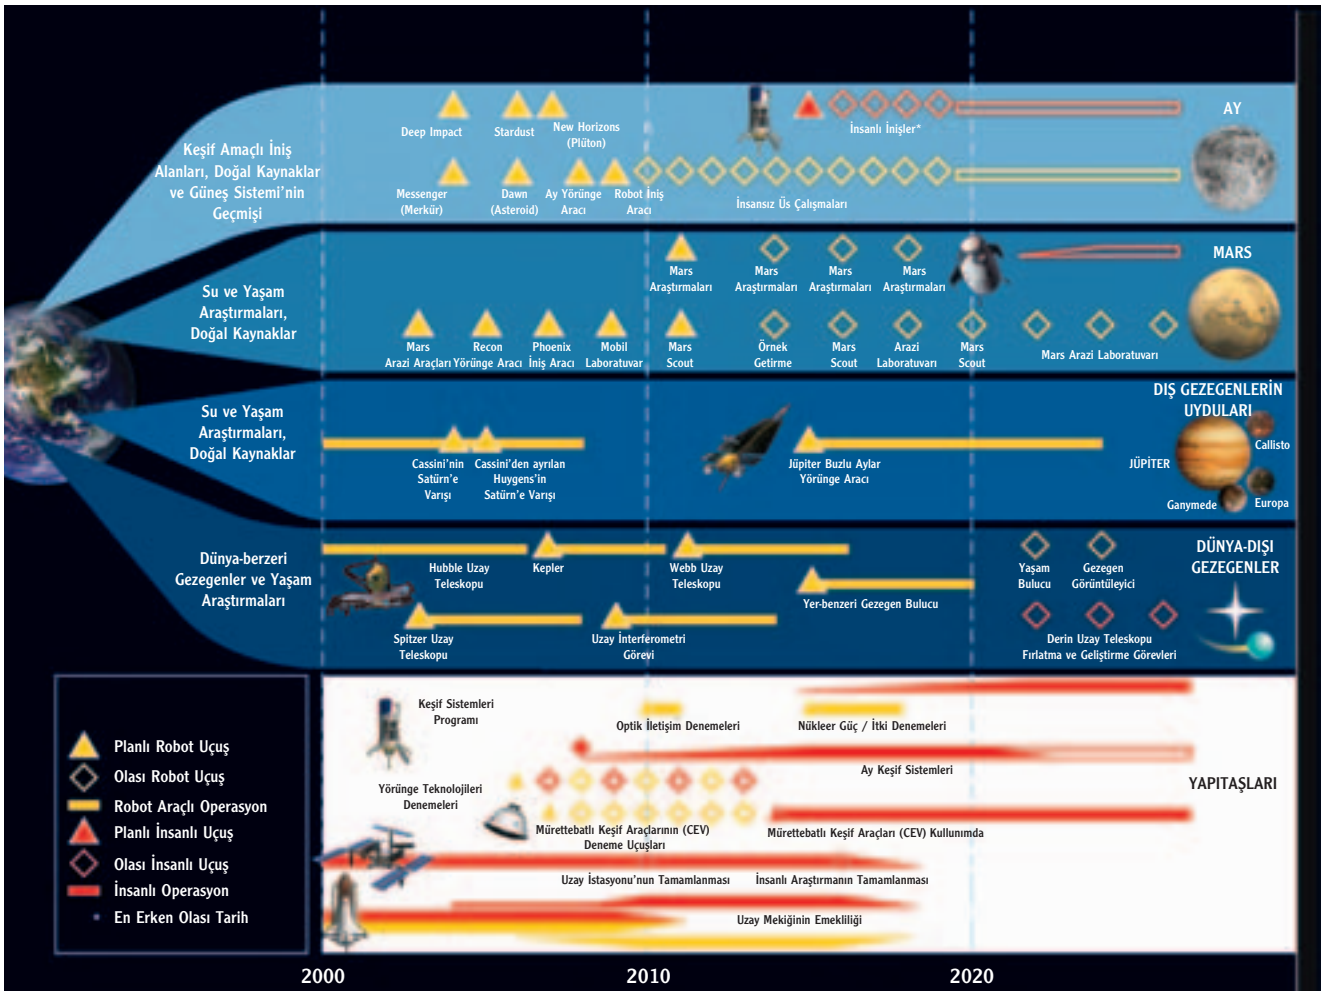 Keşif Amaçlı İniş
Alanları, Doğal Kaynaklar
ve Güneş Sistemi'nin
Geçmişi
Deep Impact
Stardust
New Horizons
(Plüton)
İnsanlı İnişler*
AY
Messenger
(Merkür)
Dawn
(Asteroid)
Ay Yörünge
Aracı
Robot İniş
Aracı
İnsansız Üs Çalışmaları
Su ve Yaşam
Araştırmaları,
Doğal Kaynaklar
Mars
Araştırmaları
Mars
Araştırmaları
Mars
Araştırmaları
Mars
Araştırmaları
MARS
Mars
Arazi Araçları
Recon
Yörünge Aracı
Phoenix
İniş Aracı
Mobil
Laboratuvar
Mars
Scout
Örnek
Getirme
Mars
Scout
Arazi
Laboratuvarı
Mars
Scout
Mars Arazi Laboratuvarı
Su ve Yaşam
Araştırmaları,
Doğal Kaynaklar
Cassini'nin
Satürn'e
Varışı
Cassini'den ayrılan
Huygens'in
Satürn'e Varışı
Jüpiter Buzlu Aylar
Yörünge Aracı
DIŞ GEZEGENLERİN
UYDULARI
Callisto
JÜPİTER
Ganymede
Europa
Dünya-berzeri
Gezegenler ve Yaşam
Araştırmaları
Hubble Uzay
Teleskopu
Kepler
Webb Uzay
Teleskopu
Yer-benzeri Gezegen Bulucu
Yaşam
Bulucu
Gezegen
Görüntüleyici
DÜNYA-DIŞI
GEZEGENLER
Spitzer Uzay
Teleskopu
Uzay İnterferometri
Görevi
Derin Uzay Teleskopu
Fırlatma ve Geliştirme Görevleri
Keşif Sistemleri
Programı
Optik İletişim Denemeleri
Nükleer Güç / İtki Denemeleri
Ay Keşif Sistemleri
YAPITAŞLARI
Yörünge Teknolojileri
Denemeleri
Mürettebatlı Keşif Araçlarının (CEV)
Deneme Uçuşları
Mürettebatlı Keşif Araçları (CEV) Kullunımda
Uzay İstasyonu'nun Tamamlanması
İnsanlı Araştırmanın Tamamlanması
Uzay Mekiğinin Emekliliği
Planlı Robot Uçuş
Olası Robot Uçuş
Robot Araçlı Operasyon
Planlı İnsanlı Uçuş
Olası İnsanlı Uçuş
İnsanlı Operasyon
En Erken Olası Tarih
2000
2010
2020